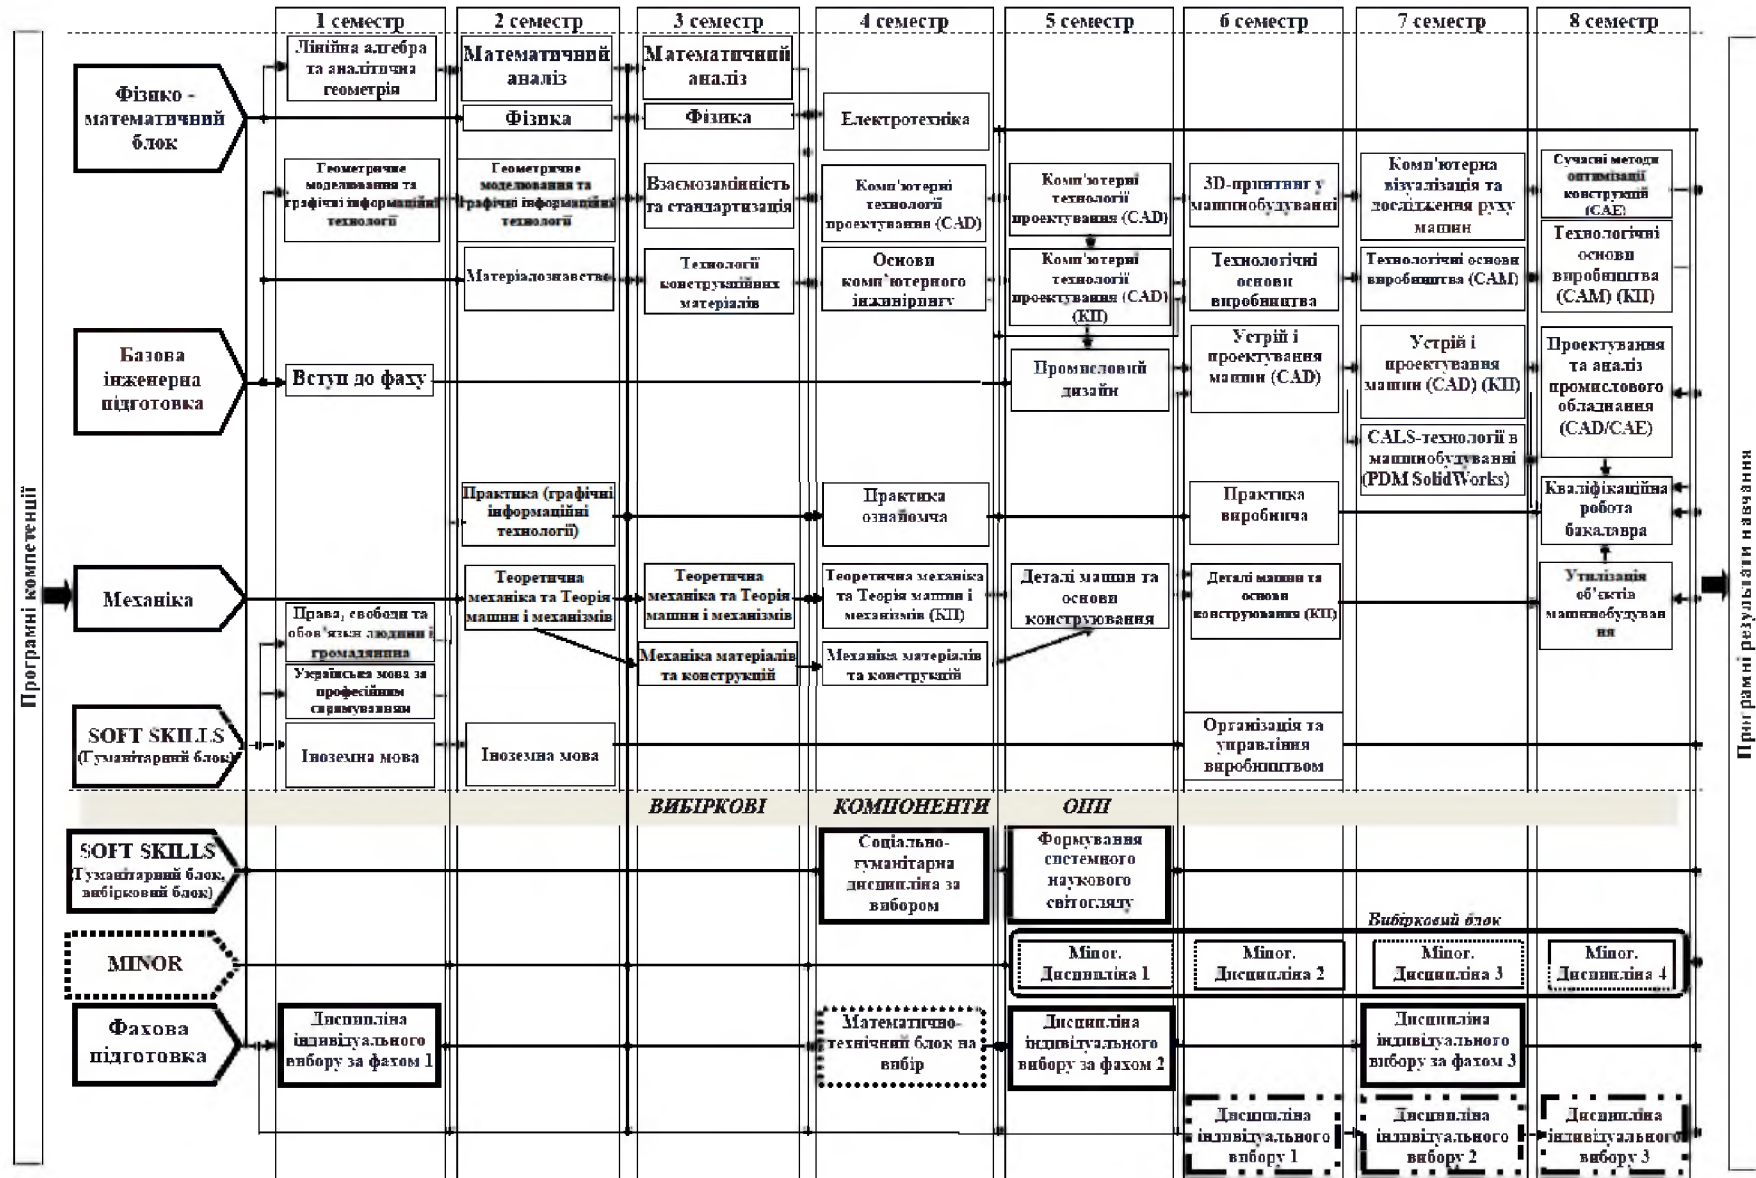 1 семестр
2 семестр
3 семестр
4 семестр
5 семестр
6 семестр
7 семестр
8 семестр
Програмні компетенції
Фізико -
математичний
блок
Лінійна алгебра
та аналітична
геометрія
Математичний
аналіз
Математичний
аналіз
Фізика
Фізика
Електротехніка
Геометричне
моделювання та
графічні інформаційні
технології
Геометричне
моделювання та
графічні інформаційні
технології
Взаємозамінність
та стандартизація
Комп'ютерні
технології
проектування (CAD)
Комп'ютерні
технології
проектування (CAD)
3D-принтинг у
машинобудуванні
Комп'ютерна
візуалізація та
дослідження руху
машин
Сучасні методи
оптимізації
конструкцій
(CAE)
Матеріалознавство
Технології
конструкційних
матеріалів
Основи
комп'ютерного
інжинірингу
Комп'ютерні
технології
проектування (CAD)
(КП)
Технологічні
основи
виробництва
Технологічні основи
виробництва (CAM)
Технологічні
основи
виробництва
(CAM) (КП)
Базова
інженерна
підготовка
Вступ до фаху
Промисловий
дизайн
Устрій і
проектування
машин (CAD)
Устрій і
проектування
машин (CAD) (КП)
Проектування
та аналіз
промислового
обладнання
(CAD/CAE)
CALS-технології в
машинобудуванні
(PDM SolidWorks)
Практика (графічні
інформаційні
технології)
Практика
ознайомча
Практика
виробнича
Кваліфікаційна
робота
бакалавра
Механіка
Теоретична
механіка та Теорія
машин і механізмів
Теоретична
механіка та Теорія
машин і механізмів
Теоретична механіка
та Теорія машин і
механізмів (КП)
Деталі машин та
основи
конструювання
Деталі машин та
основи
конструювання (КП)
Утилізація
об'єктів
машинобудуван
ня
Права, свободи та
обов'язки людини і
громадянина
Механіка матеріалів
та конструкцій
Механіка матеріалів
та конструкцій
Українська мова за
професійним
спрямуванням
SOFT SKILLS
(Гуманітарний блок)
Іноземна мова
Іноземна мова
Організація та
управління
виробництвом
ВИБІРКОВІ КОМПОНЕНТИ ОПП
SOFT SKILLS
(Гуманітарний блок,
вибірковий блок)
Соціально-
гуманітарна
дисципліна за
вибором
Формування
системного
наукового
світогляду
Вибірковий блок
MINOR
Minor.
Дисципліна 1
Minor.
Дисципліна 2
Minor.
Дисципліна 3
Minor.
Дисципліна 4
Фахова
підготовка
Дисципліна
індивідуального
вибору за фахом 1
Математично-
технічний блок на
вибір
Дисципліна
індивідуального
вибору за фахом 2
Дисципліна
індивідуального
вибору за фахом 3
Дисципліна
індивідуального
вибору 1
Дисципліна
індивідуального
вибору 2
Дисципліна
індивідуального
вибору 3
Програмні результати навчання